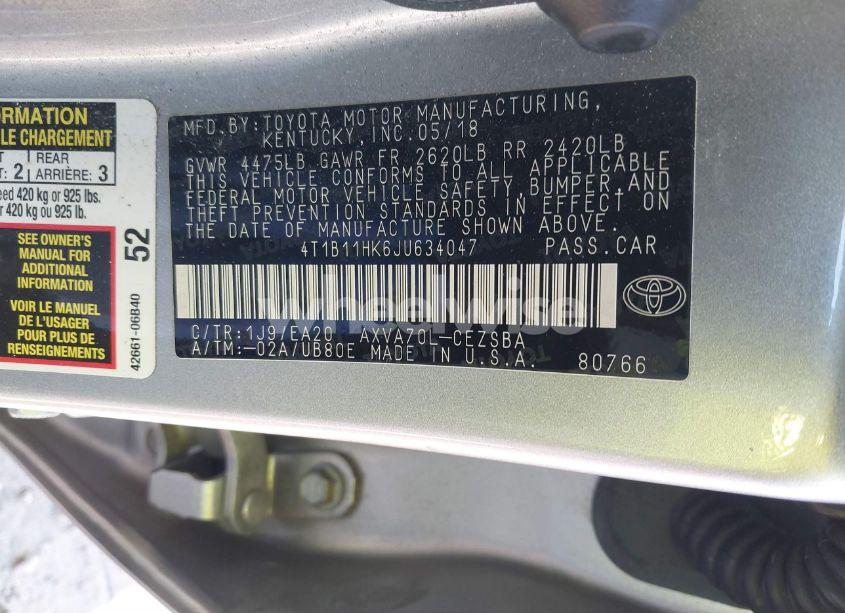 ORMATION
LE CHARGEMENT
REAR
: 2 ARRIÈRE: 3
eed 420 kg or 925 lbs.
r 420 kg ou 925 lb.
SEE OWNER'S
MANUAL FOR
ADDITIONAL
INFORMATION
VOIR LE MANUEL
DE L'USAGER
POUR PLUS DE
RENSEIGNEMENTS
52
42661-06B40
MFD.BY:TOYOTA MOTOR MANUFACTURING,
KENTUCKY,INC.05/18
GVWR 4475LB GAWR FR 2620LB RR 2420LB
THIS VEHICLE CONFORMS TO ALL APPLICABLE
FEDERAL MOTOR VEHICLE SAFETY,BUMPER,AND
THEFT PREVENTION STANDARDS IN EFFECT ON
THE DATE OF MANUFACTURE SHOWN ABOVE.
4T1B11HK6JU634047 PASS.CAR
wheelwise
C/TR:1J9/EA20 AXVA70L-CEZSBA
A/TM:-02A/UB80E MADE IN U.S.A. 80766